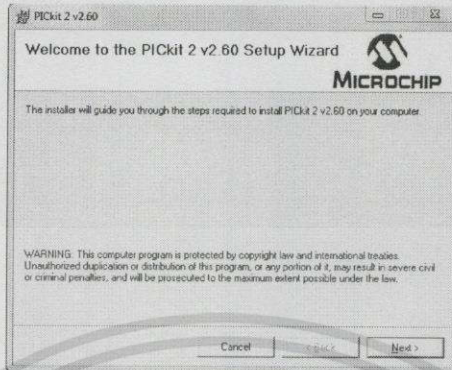 PICkit 2 v2.60
Welcome to the PICkit 2 v2.60 Setup Wizard
MICROCHIP
The installer will guide you through the steps required to install PICkit 2 v2.60 on your computer.
WARNING: This computer program is protected by copyright law and international treaties.
Unauthorized duplication or distribution of this program, or any portion of it, may result in severe civil
or criminal penalties, and will be prosecuted to the maximum extent possible under the law.
Cancel
< Back
Next >